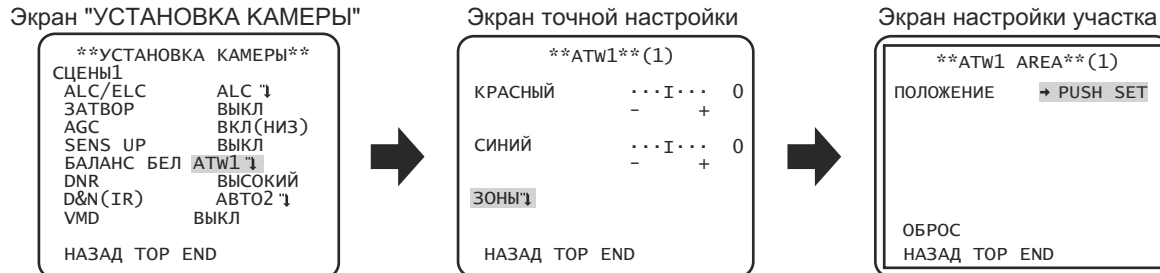 Экран "УСТАНОВКА КАМЕРЫ"
**УСТАНОВКА КАМЕРЫ**
СЦЕНЫ1
ALC/ELC ALC
ЗАТВОР ВЫКЛ
AGC ВКЛ(НИЗ)
SENS UP ВЫКЛ
БАЛАНС БЕЛ ATW1
DNR ВЫСОКИЙ
D&N(IR) АВТО2
VMD ВЫКЛ
НАЗАД TOP END
Экран точной настройки
**ATW1**(1)
КРАСНЫЙ ···I··· 0
- +
СИНИЙ ···I··· 0
- +
ЗОНЫ
НАЗАД TOP END
Экран настройки участка
**ATW1 AREA**(1)
ПОЛОЖЕНИЕ → PUSH SET
ОБРОС
НАЗАД TOP END